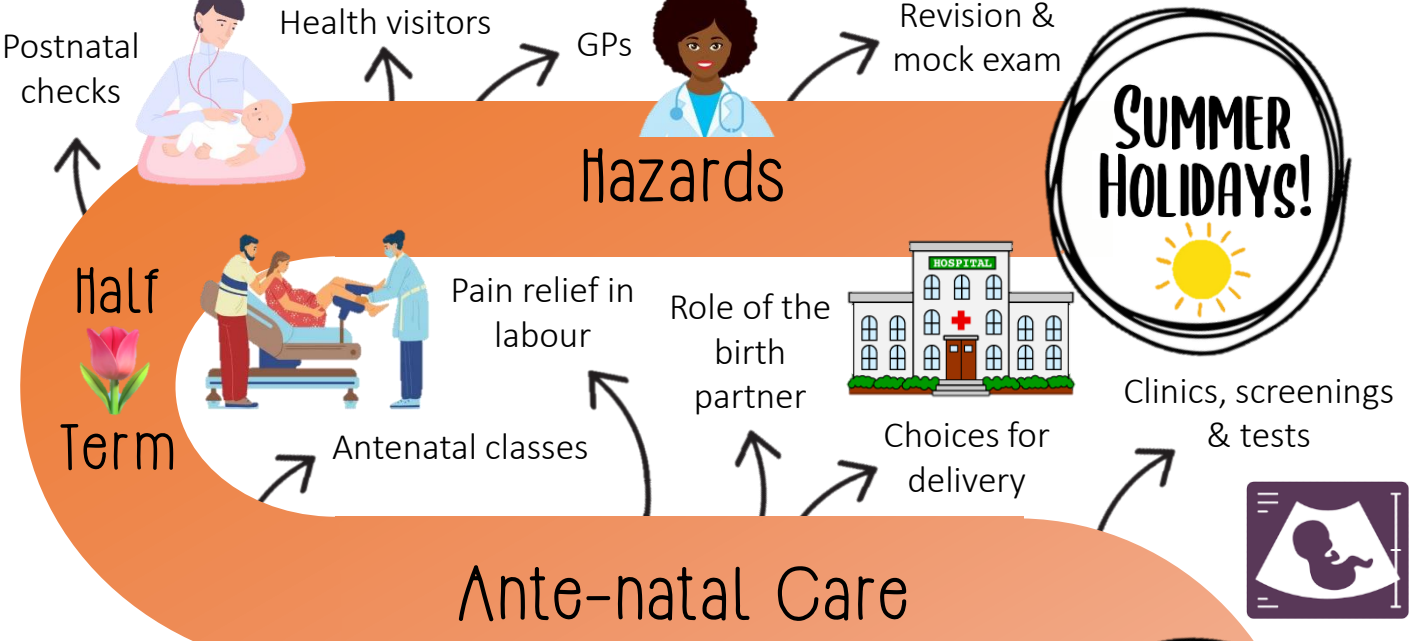 Postnatal
checks
Health visitors
GPs
Revision &
mock exam
SUMMER
HOLIDAYS!
Hazards
Half
Term
HOSPITAL
Pain relief in
labour
Role of the
birth
partner
Antenatal classes
Choices for
delivery
Clinics, screenings
& tests
Ante-natal Care